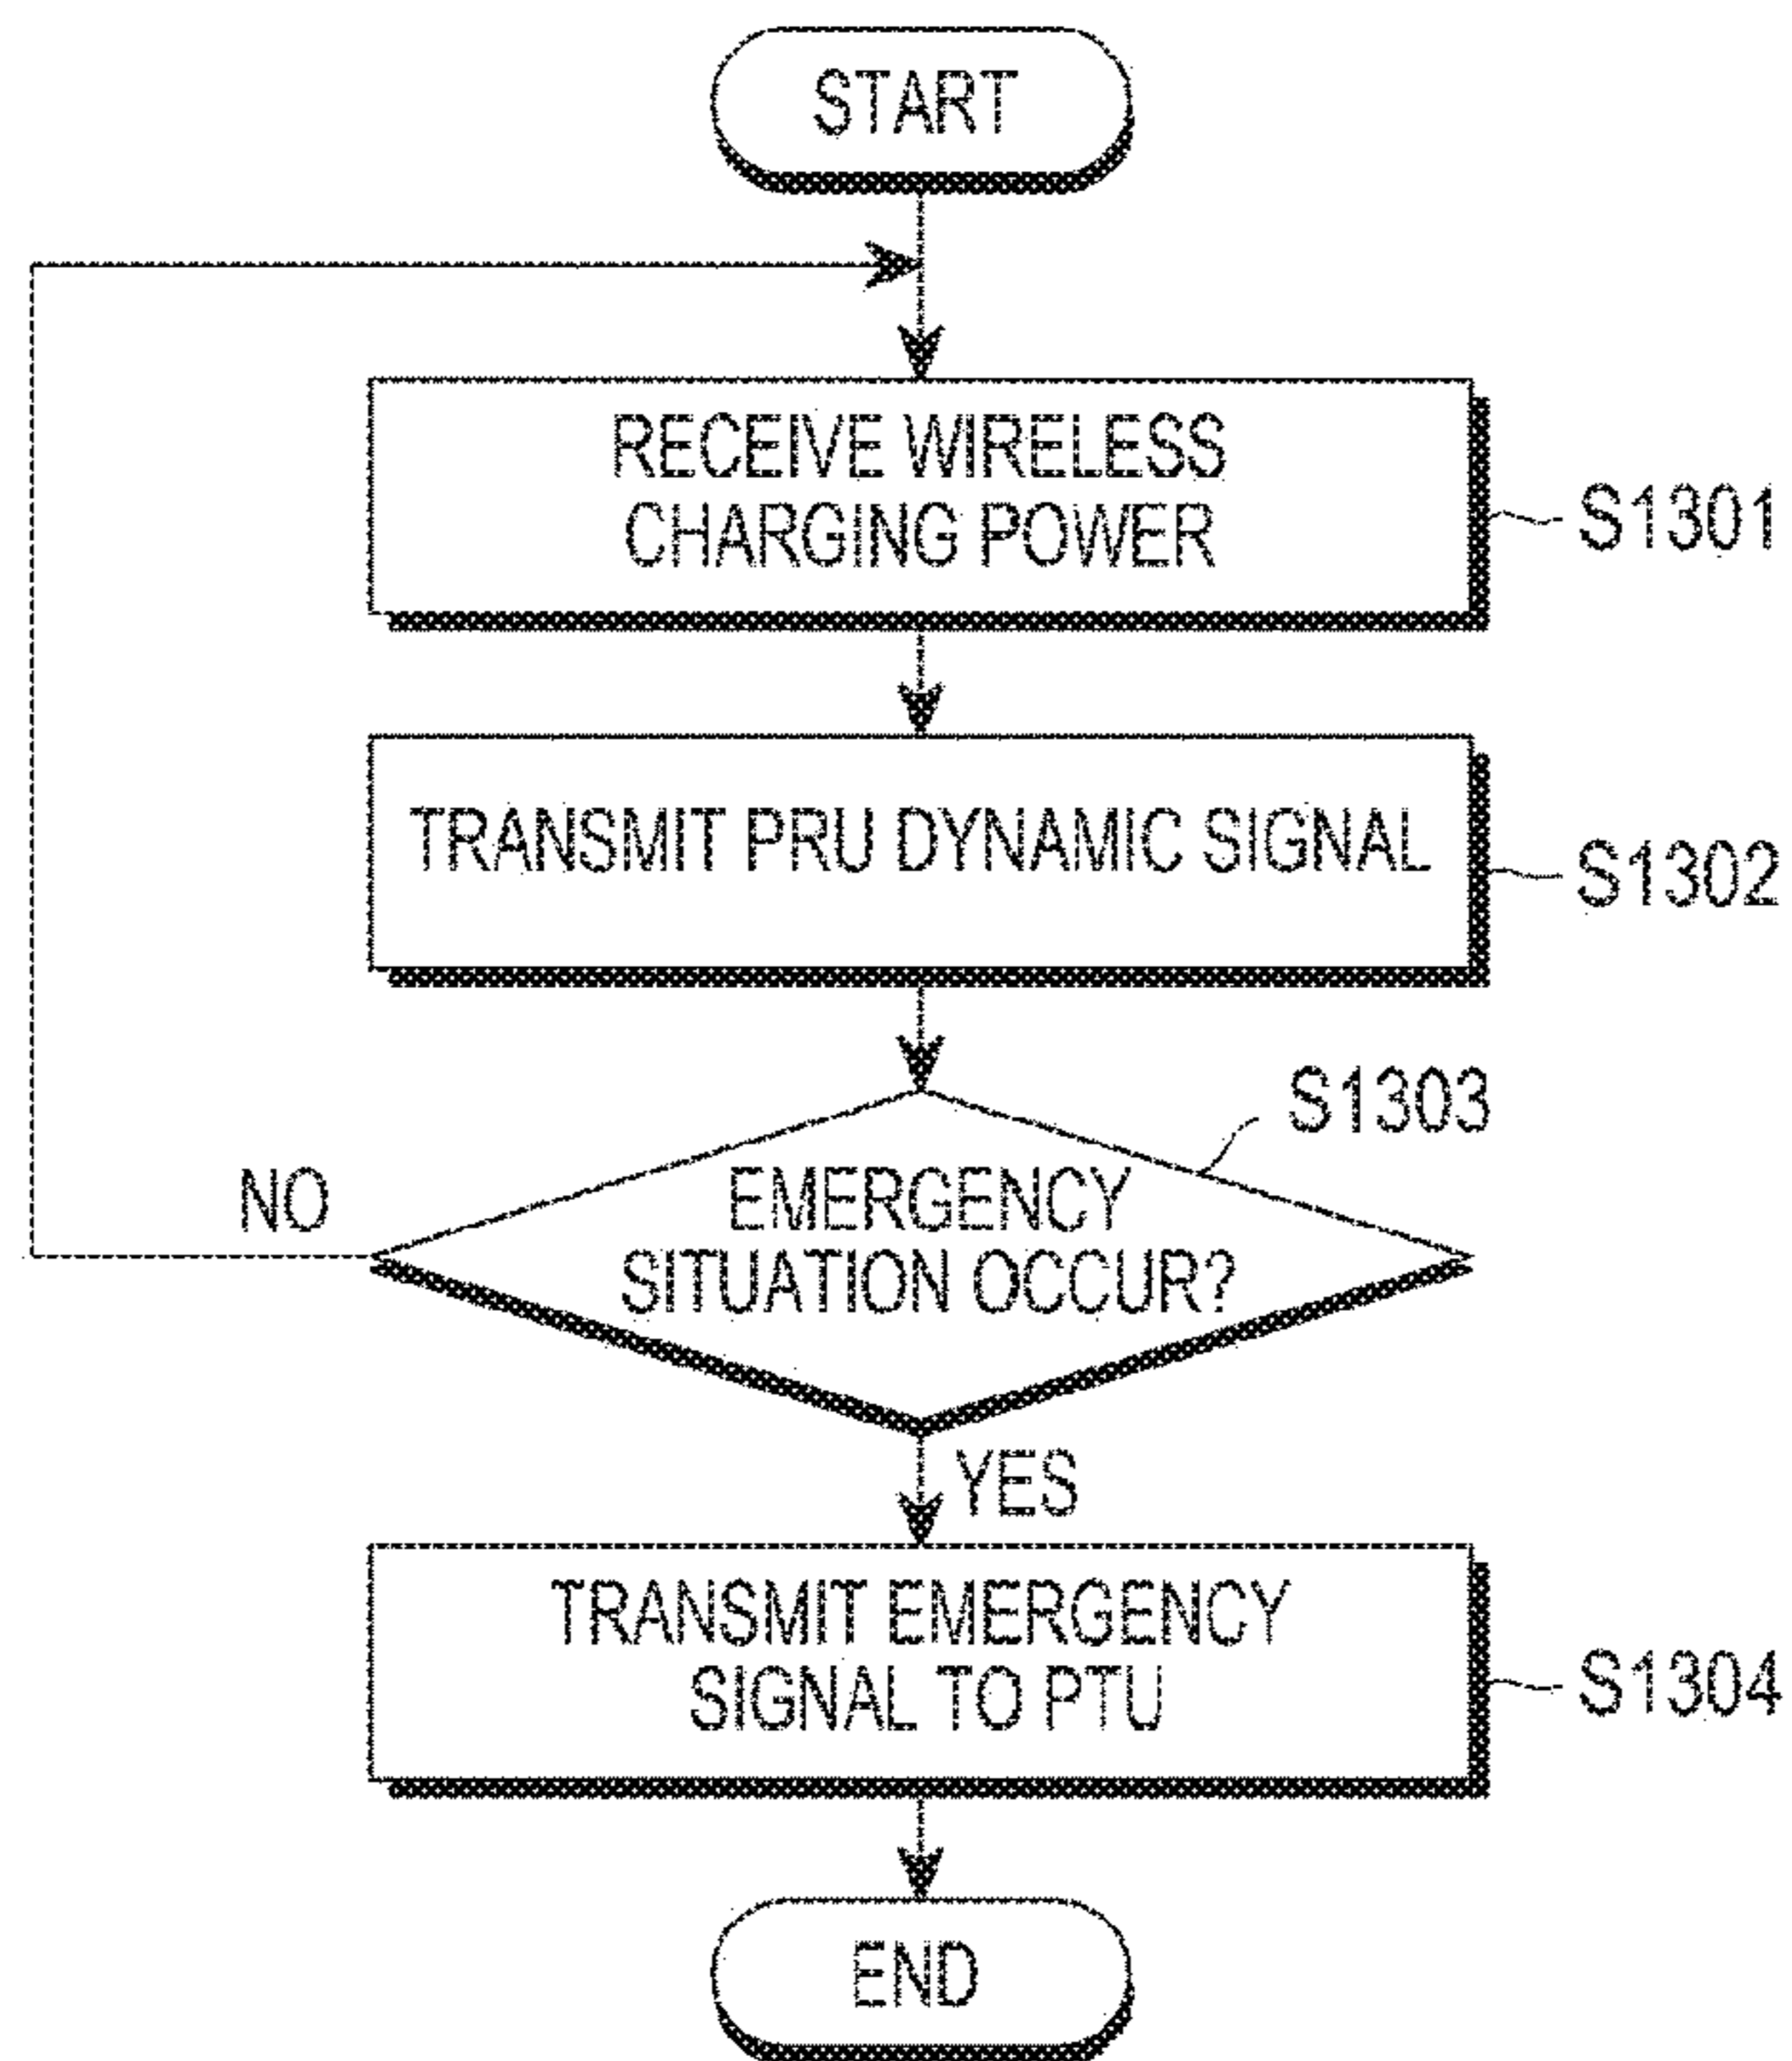 START
RECEIVE WIRELESS
CHARGING POWER
S1301
TRANSMIT PRU DYNAMIC SIGNAL
S1302
S1303
EMERGENCY
SITUATION OCCUR?
NO
YES
TRANSMIT EMERGENCY
SIGNAL TO PTU
S1304
END